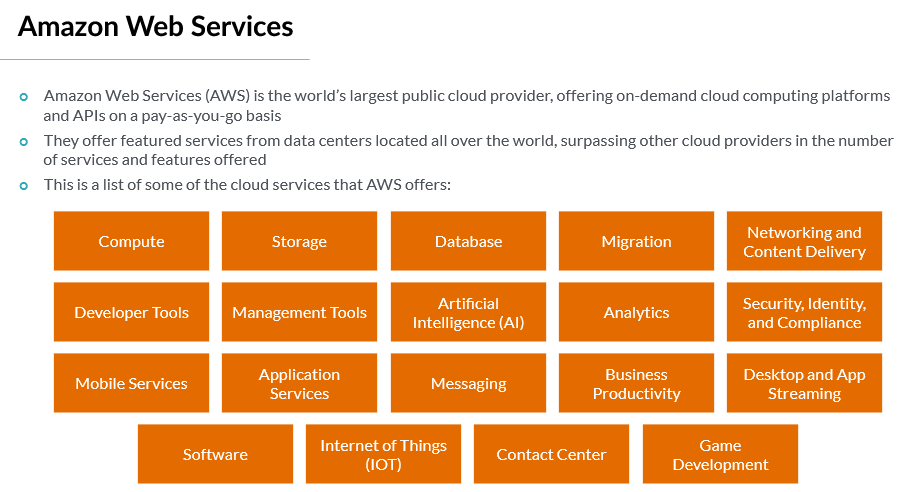 Amazon Web Services
Amazon Web Services (AWS) is the world's largest public cloud provider, offering on-demand cloud computing platforms
and APIs on a pay-as-you-go basis
They offer featured services from data centers located all over the world, surpassing other cloud providers in the number
of services and features offered
This is a list of some of the cloud services that AWS offers:
Compute
Storage
Database
Migration
Networking and
Content Delivery
Developer Tools
Management Tools
Artificial
Intelligence (AI)
Analytics
Security, Identity,
and Compliance
Mobile Services
Application
Services
Messaging
Business
Productivity
Desktop and App
Streaming
Software
Internet of Things
(IOT)
Contact Center
Game
Development